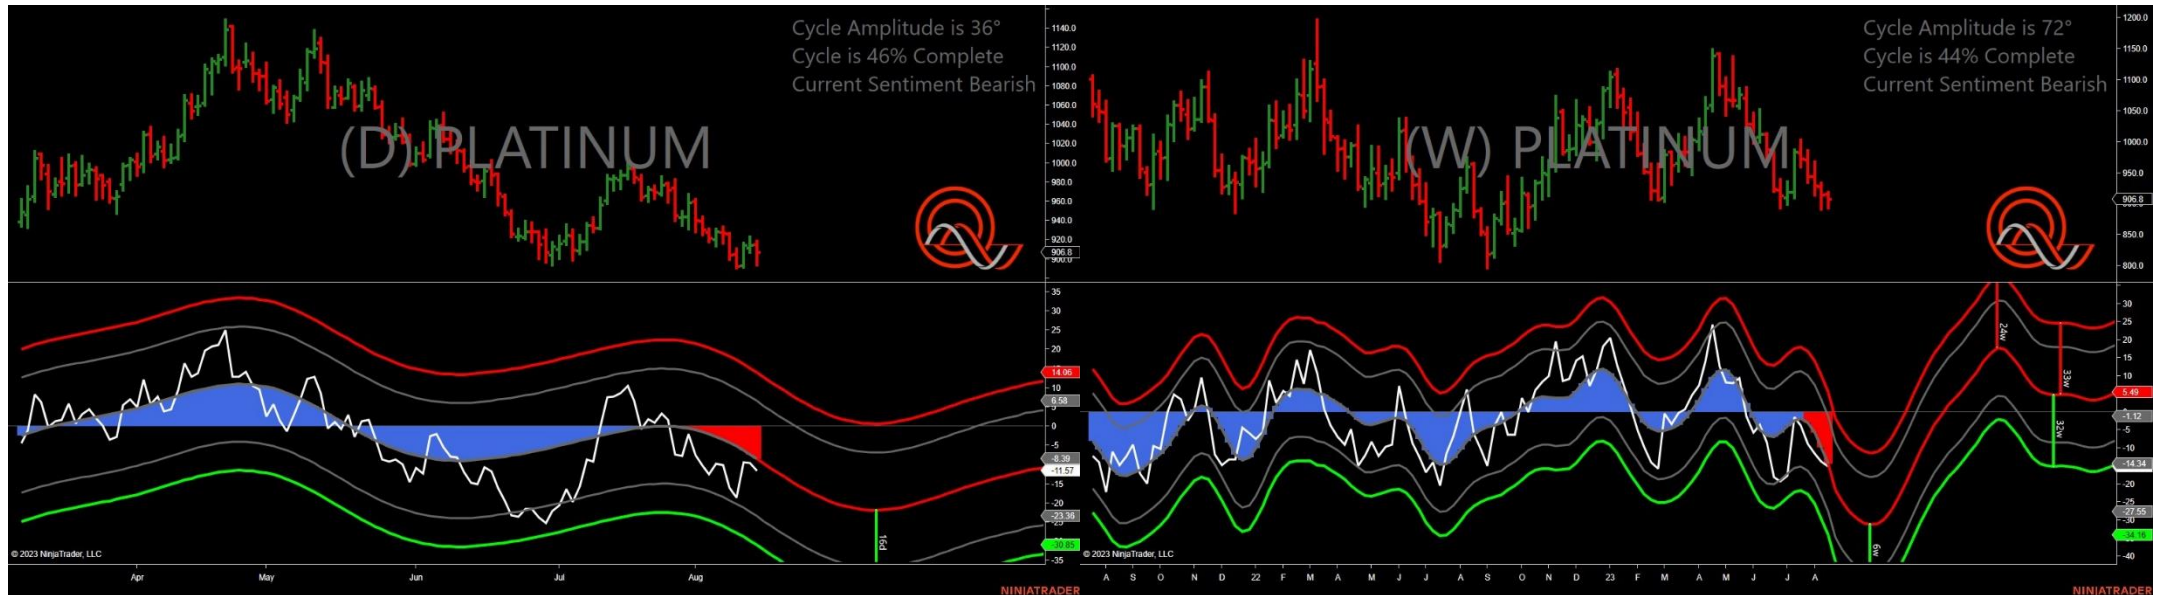 Cycle Amplitude is 36°
Cycle is 46% Complete
Current Sentiment Bearish
(D) PLATINUM
1140.0
1120.0
1100.0
1080.0
1060.0
1040.0
1020.0
1000.0
980.0
960.0
940.0
920.0
906.8
900.0
35
30
25
20
15
14.06
10
6.58
5
0
-5
-8.39
-11.57
-15
-20
-23.36
-25
-30.85
-35
16d
© 2023 NinjaTrader, LLC
Apr
May
Jun
Jul
Aug
NINJATRADER
Cycle Amplitude is 72°
Cycle is 44% Complete
Current Sentiment Bearish
(W) PLATINUM
1200.0
1150.0
1100.0
1050.0
1000.0
950.0
906.8
850.0
800.0
30
25
20
15
10
5.49
-1.12
-5
-10
-14.34
-20
-27.55
-30
-34.16
-40
24w
33w
32w
6w
© 2023 NinjaTrader, LLC
A
S
O
N
D
22
F
M
A
M
J
J
A
S
O
N
D
23
F
M
A
M
J
J
A
NINJATRADER